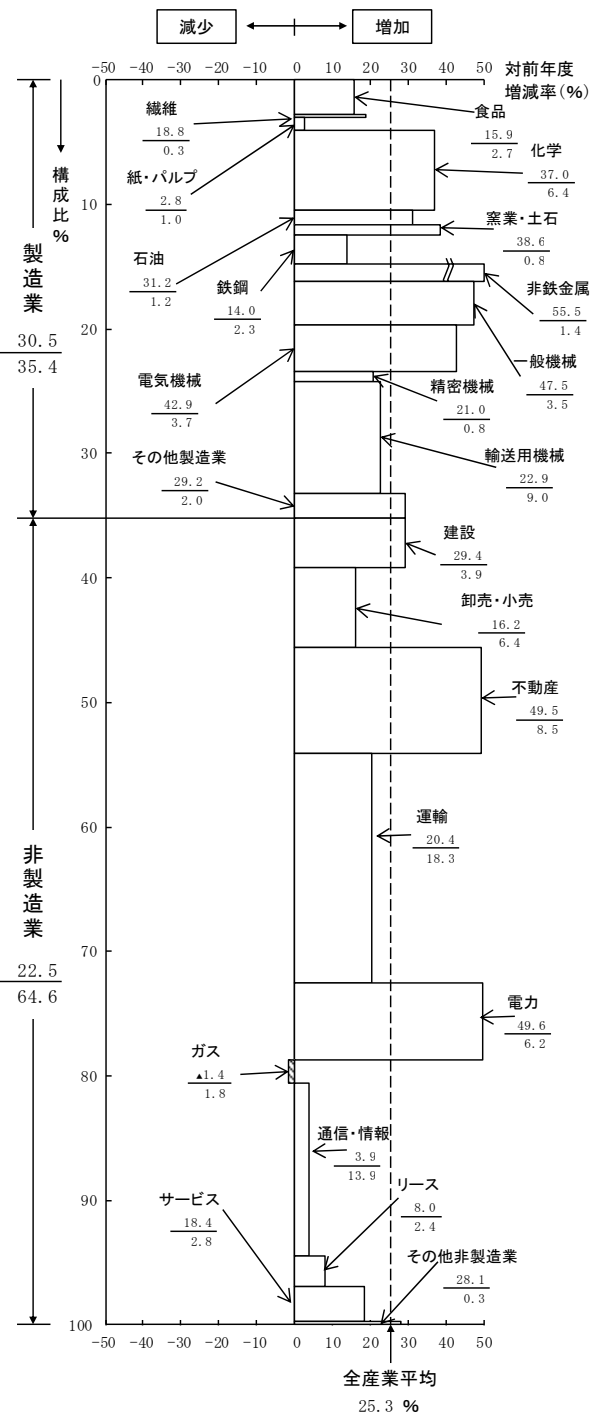 減少 増加
-50 -40 -30 -20 -10 0 10 20 30 40 50
対前年度
増減率(%)
0
10
20
30
40
50
60
70
80
90
100
構成比%
製造業
30.5
35.4
非製造業
22.5
64.6
食品
15.9
2.7
繊維
18.8
0.3
紙・パルプ
2.8
1.0
化学
37.0
6.4
石油
31.2
1.2
窯業・土石
38.6
0.8
鉄鋼
14.0
2.3
非鉄金属
55.5
1.4
一般機械
47.5
3.5
電気機械
42.9
3.7
精密機械
21.0
0.8
輸送用機械
22.9
9.0
その他製造業
29.2
2.0
建設
29.4
3.9
卸売・小売
16.2
6.4
不動産
49.5
8.5
運輸
20.4
18.3
電力
49.6
6.2
ガス
▲1.4
1.8
通信・情報
3.9
13.9
リース
8.0
2.4
サービス
18.4
2.8
その他非製造業
28.1
0.3
-50 -40 -30 -20 -10 0 10 20 30 40 50
全産業平均
25.3 %